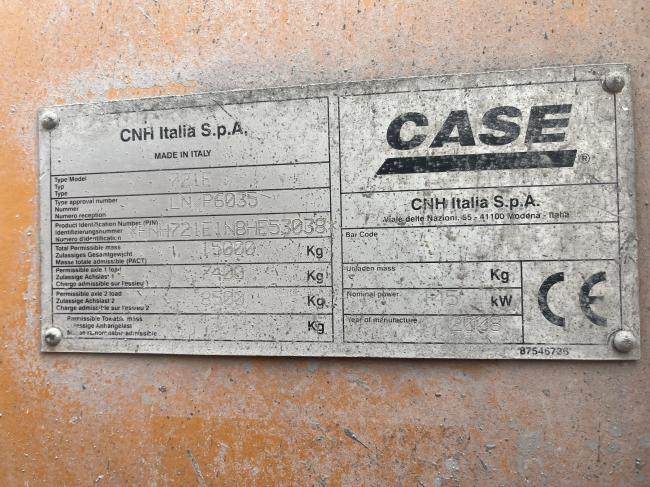 CNH Italia S.p.A.
MADE IN ITALY
Type Model
Typ
Type
721E
Type approval number
Nummer
Numero reception
LN P6035
Product Identification Number (PIN)
Identifizierungsnummer
Numero d'identification
Total Permissible mass
Zulassiges Gesamtgewicht
Masse totale admissible (PACT)
15000
Kg
Permissible axle 1 load
Zulassiges Achslast 1
Charge admissible sur l'essieu 1
7400
Kg
Permissible axle 2 load
Zulassiges Achslast 2
Charge admissible sur l'essieu 2
Kg
Permissible Towable mass
Anhangelast
admissible
Kg
CASE
®
CNH Italia S.p.A.
Viale delle Nazioni, 55 - 41100 Modena - Italia
Bar Code
Unladen mass
Kg
Nominal power
kW
Year of manufacture
2008
CE
87546736